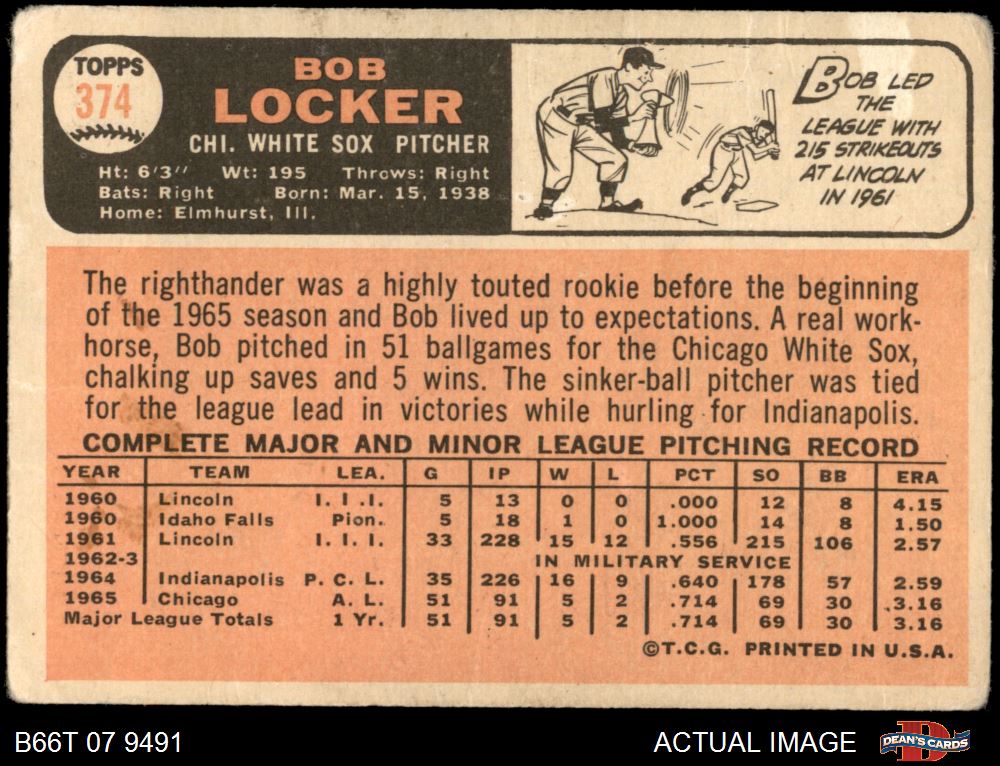 TOPPS
374
BOB
LOCKER
CHI. WHITE SOX PITCHER
Ht: 6'3" Wt: 195 Throws: Right
Bats: Right Born: Mar. 15, 1938
Home: Elmhurst, Ill.
BOB LED
THE
LEAGUE WITH
215 STRIKEOUTS
AT LINCOLN
IN 1961
The righthander was a highly touted rookie before the beginning
of the 1965 season and Bob lived up to expectations. A real work-
horse, Bob pitched in 51 ballgames for the Chicago White Sox,
chalking up saves and 5 wins. The sinker-ball pitcher was tied
for the league lead in victories while hurling for Indianapolis.
COMPLETE MAJOR AND MINOR LEAGUE PITCHING RECORD
YEAR TEAM LEA. G IP W L PCT SO BB ERA
1960 Lincoln I. I .I. 5 13 0 0 .000 12 8 4.15
1960 Idaho Falls Pion. 5 18 1 0 1.000 14 8 1.50
1961 Lincoln I. I. I. 33 228 15 12 .556 215 106 2.57
1962-3 IN MILITARY SERVICE
1964 Indianapolis P. C. L. 35 226 16 9 .640 178 57 2.59
1965 Chicago A. L. 51 91 5 2 .714 69 30 3.16
Major League Totals 1 Yr. 51 91 5 2 .714 69 30 3.16
©T.C.G. PRINTED IN U.S.A.
B66T 07 9491
ACTUAL IMAGE
D
DEAN'S CARDS